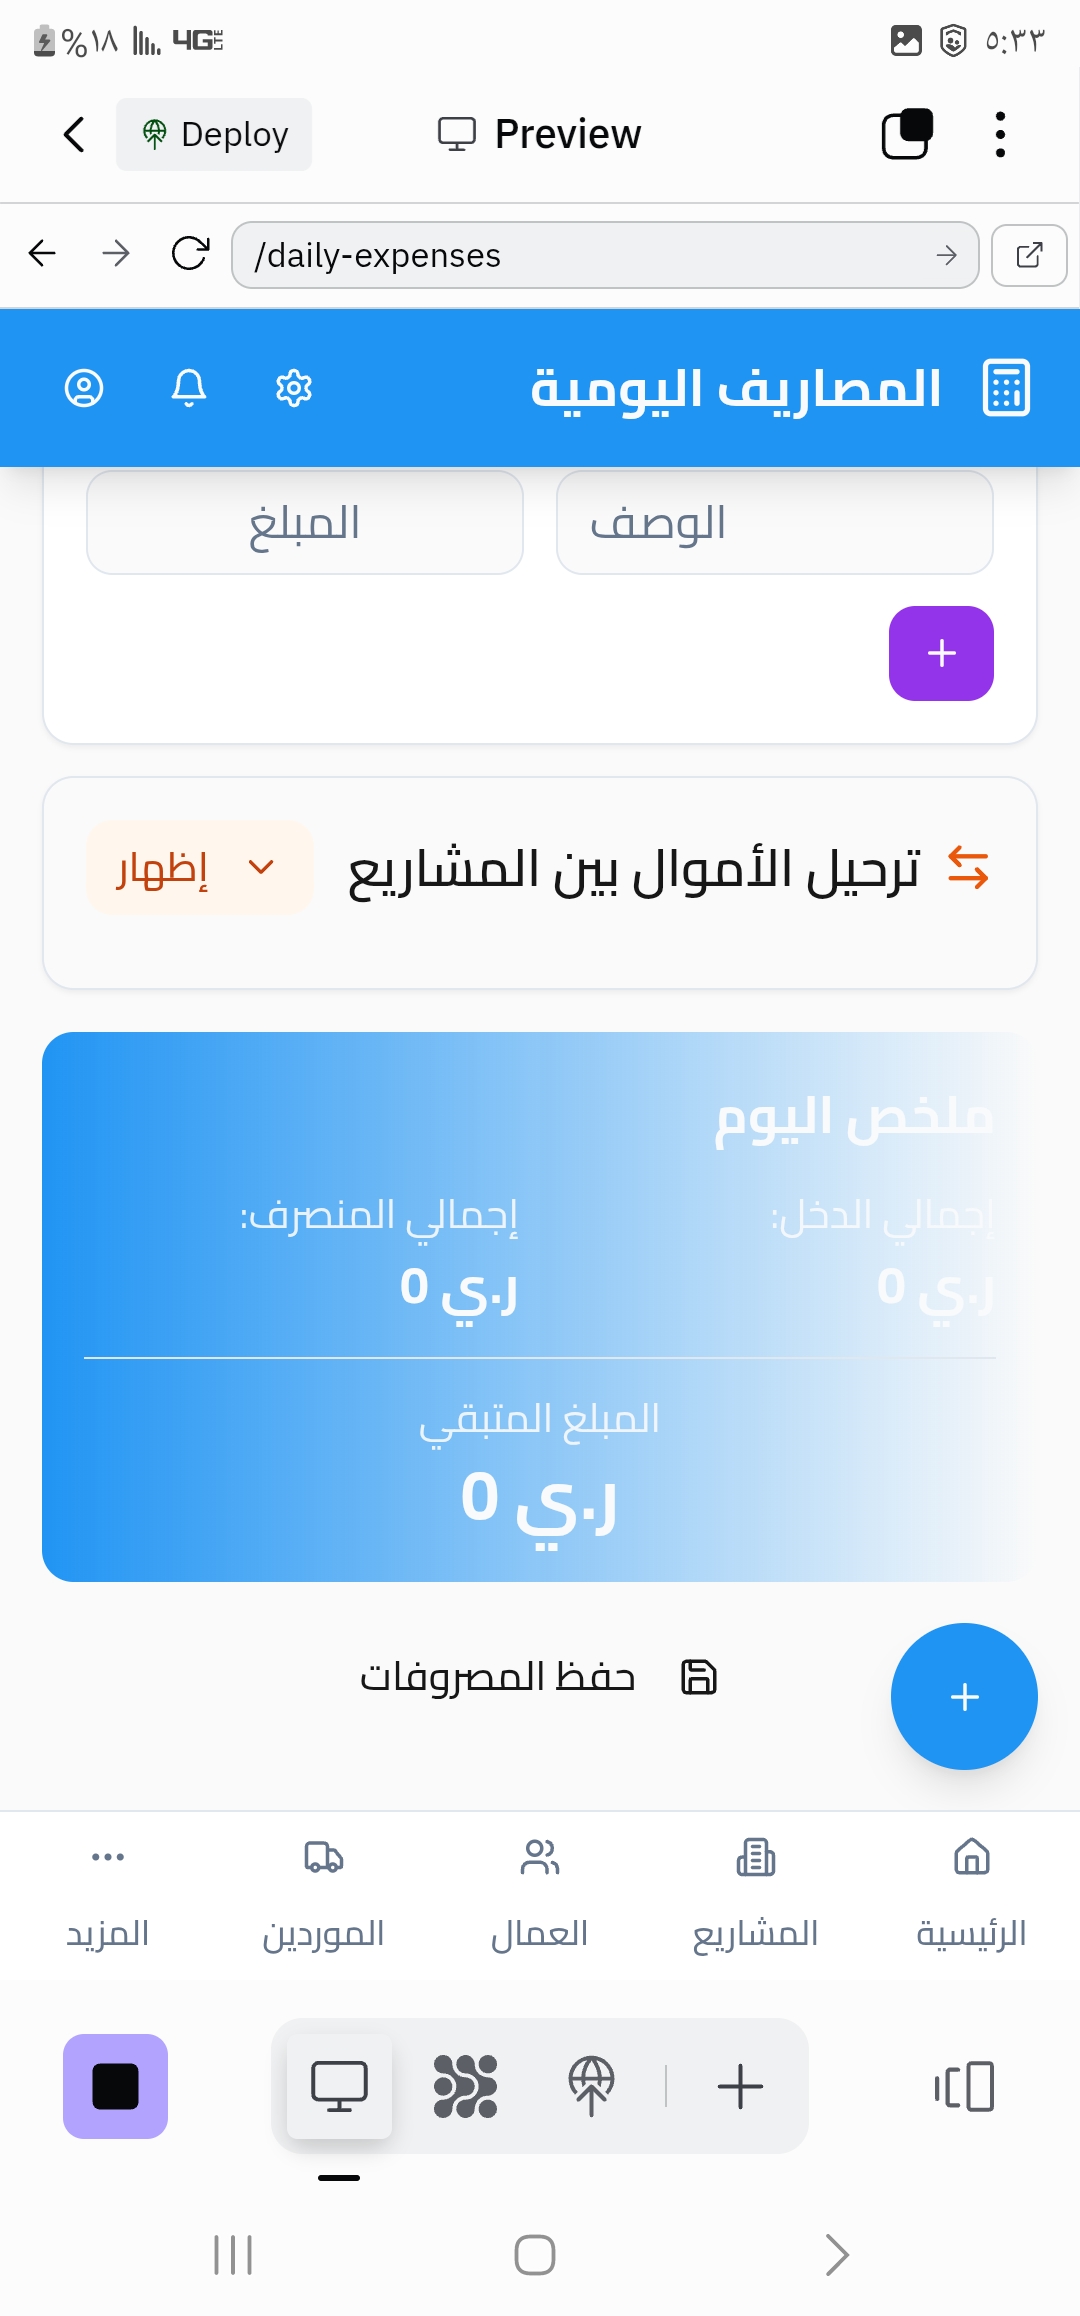 %١٨ 4G LTE ٥:٣٣
Deploy Preview
/daily-expenses
المصاريف اليومية
الوصف المبلغ
+
ترحيل الأموال بين المشاريع إظهار
ملخص اليوم
إجمالي الدخل: إجمالي المنصرف:
0 ر.ي 0 ر.ي
المبلغ المتبقي
0 ر.ي
حفظ المصروفات
الرئيسية المشاريع العمال الموردين المزيد